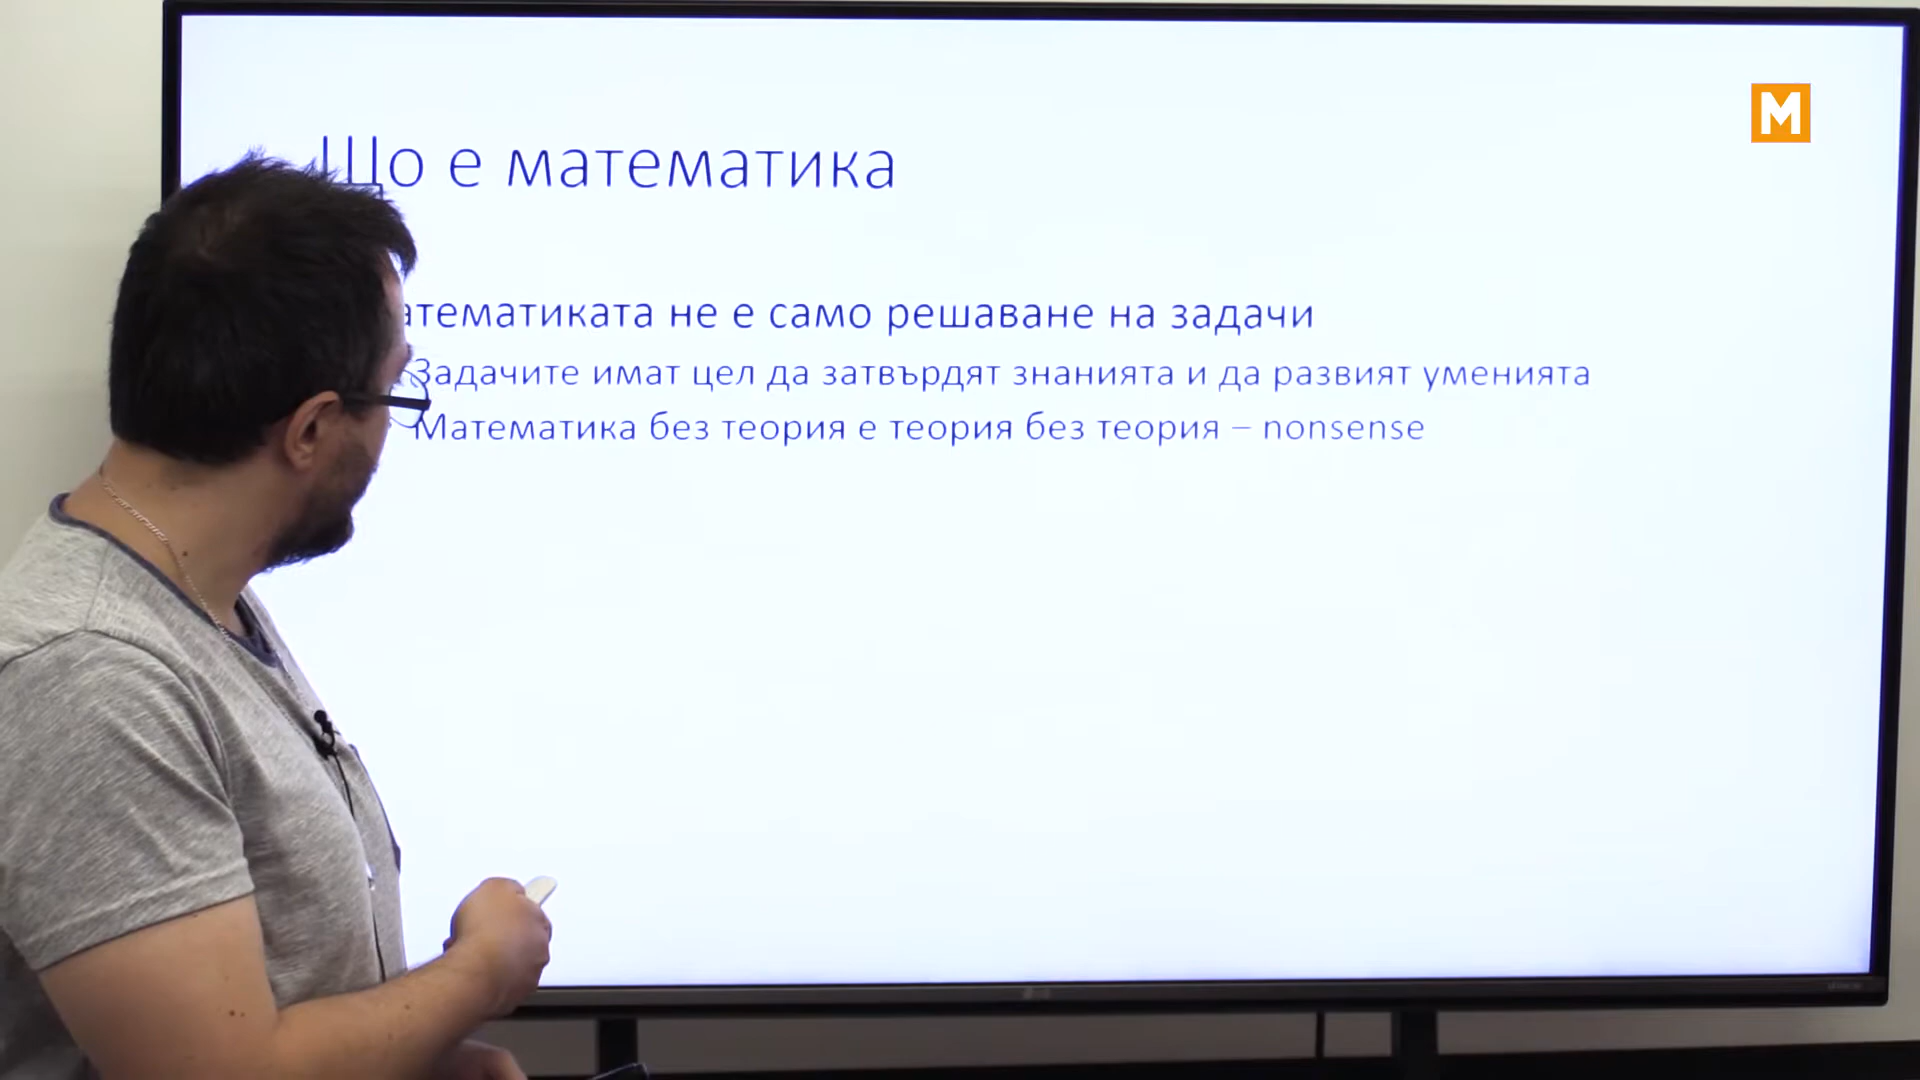 Що е математика
атематиката не е само решаване на задачи
Задачите имат цел да затвърдят знанията и да развият уменията
Математика без теория е теория без теория – nonsense
M